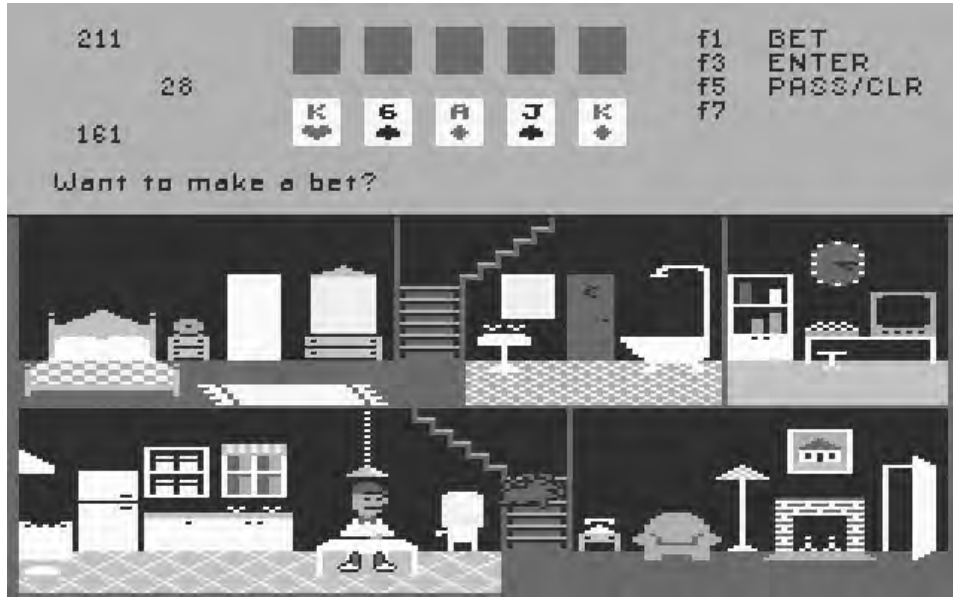 211
28
161
K 6 A J K
f1 BET
f3 ENTER
f5 PASS/CLR
f7
Want to make a bet?